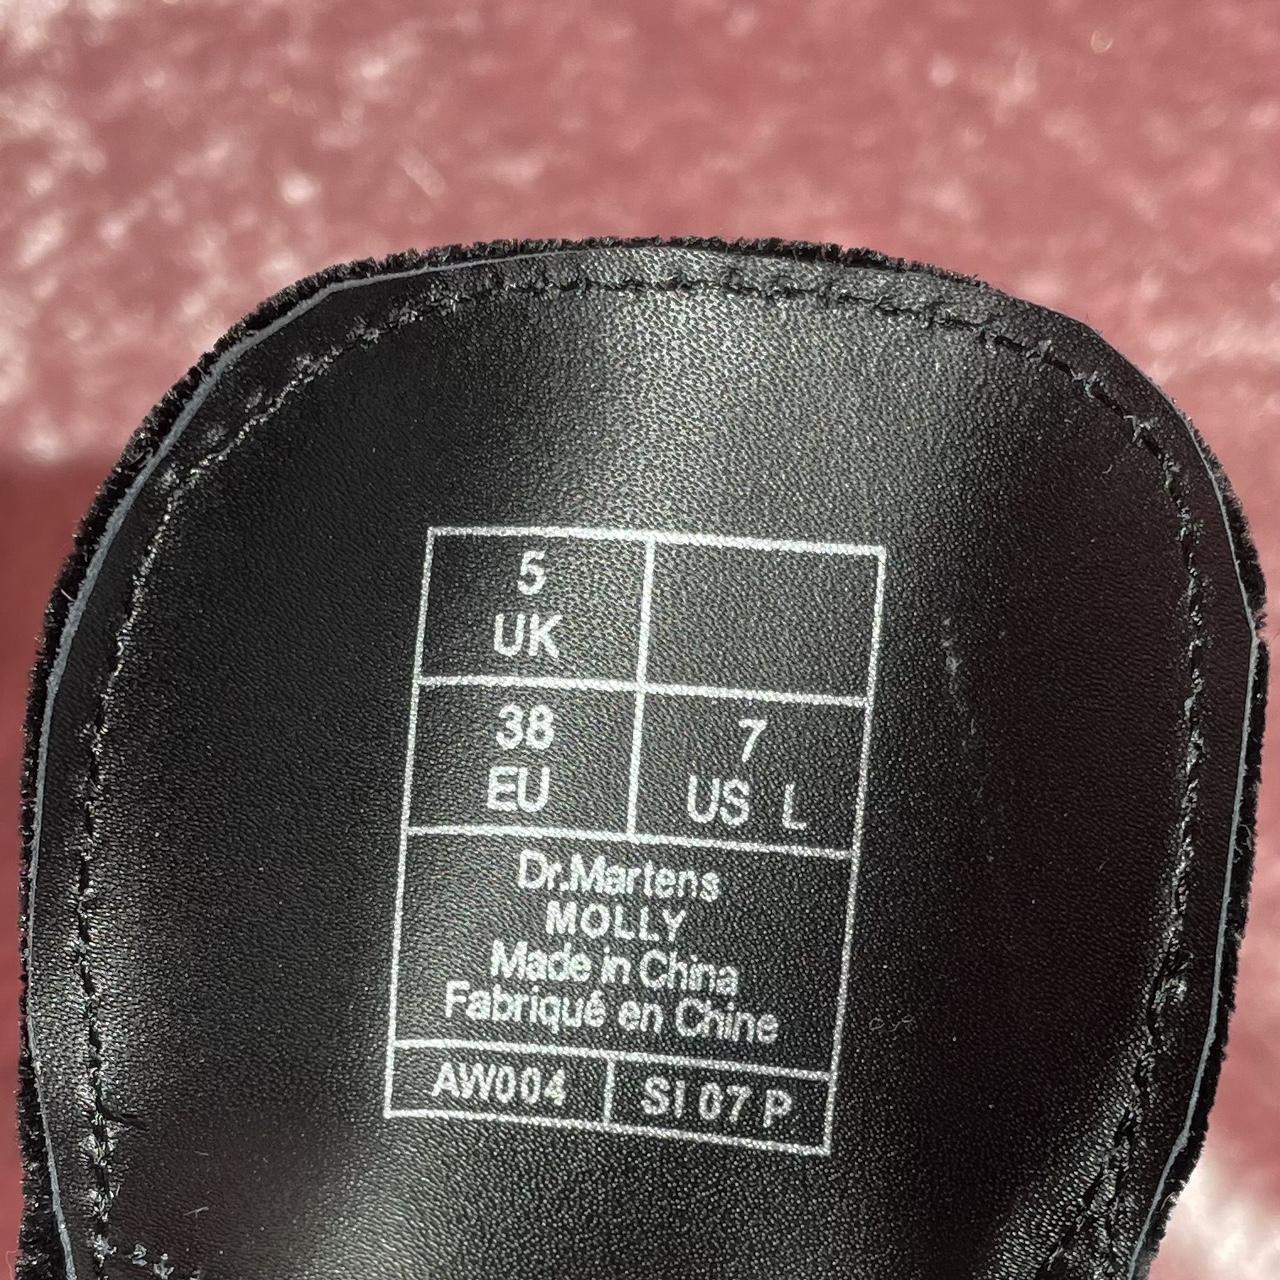 5
UK
38
EU
7
US L
Dr.Martens
MOLLY
Made in China
Fabriqué en Chine
AW004
SI 07 P